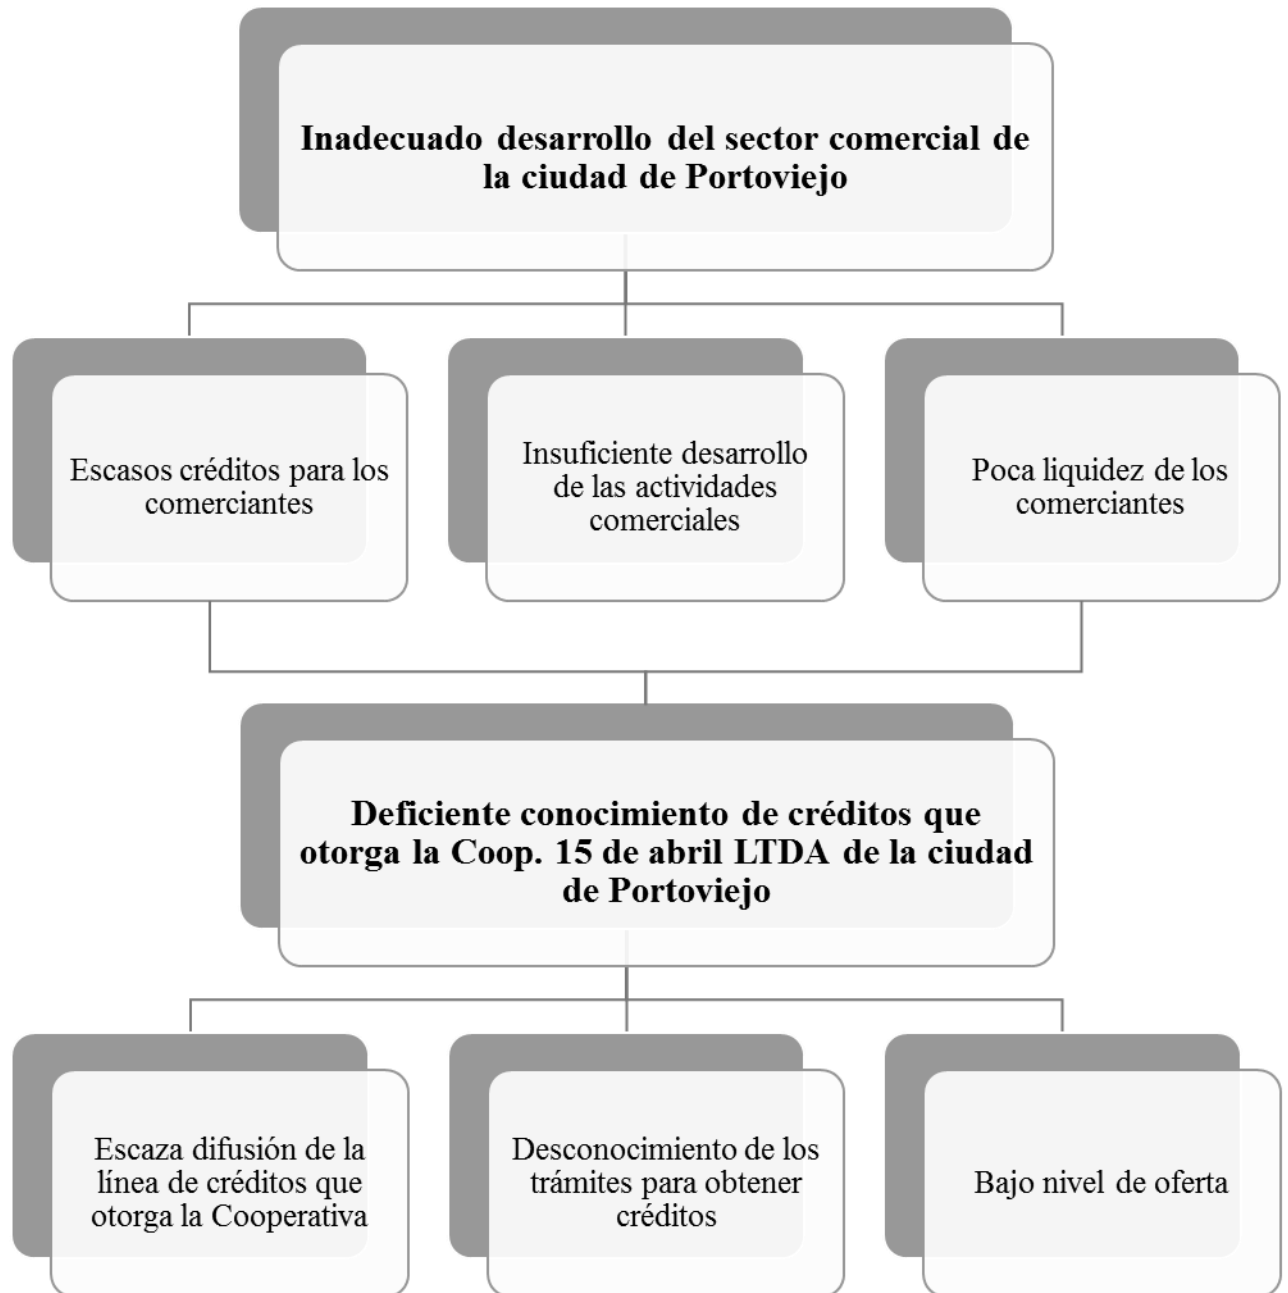 Inadecuado desarrollo del sector comercial de
la ciudad de Portoviejo
Escasos créditos para los
comerciantes
Insuficiente desarrollo
de las actividades
comerciales
Poca liquidez de los
comerciantes
Deficiente conocimiento de créditos que
otorga la Coop. 15 de abril LTDA de la ciudad
de Portoviejo
Escaza difusión de la
línea de créditos que
otorga la Cooperativa
Desconocimiento de los
trámites para obtener
créditos
Bajo nivel de oferta